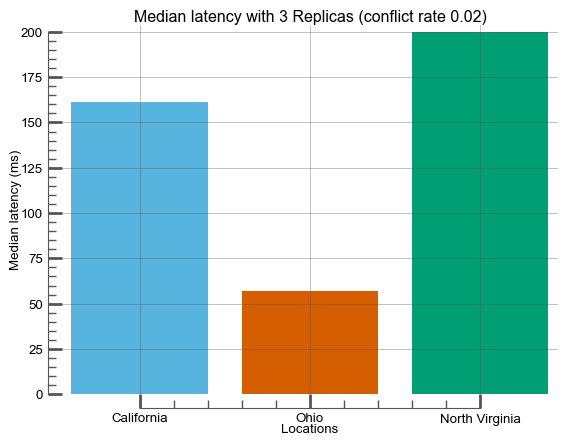 Median latency with 3 Replicas (conflict rate 0.02)
200
175
150
125
100
75
50
25
0
Median latency (ms)
California
Ohio
North Virginia
Locations